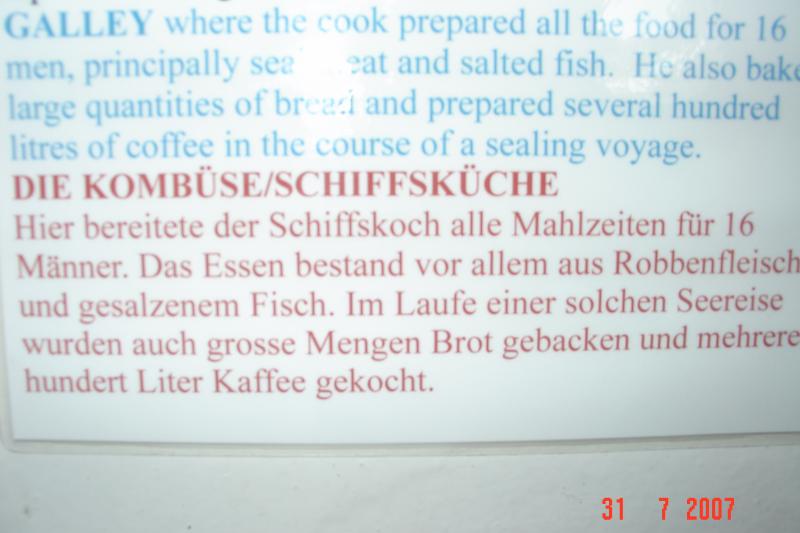 GALLEY where the cook prepared all the food for 16
men, principally and salted fish. He also bake
large quantities of bread and prepared several hundred
litres of coffee in the course of a sealing voyage.
DIE KOMBÜSE/SCHIFFSKÜCHE
Hier bereitete der Schiffskoch alle Mahlzeiten für 16
Männer. Das Essen bestand vor allem aus Robbenfleisch
und gesalzenem Fisch. Im Laufe einer solchen Seereise
wurden auch grosse Mengen Brot gebacken und mehrere
hundert Liter Kaffee gekocht.
31 7 2007